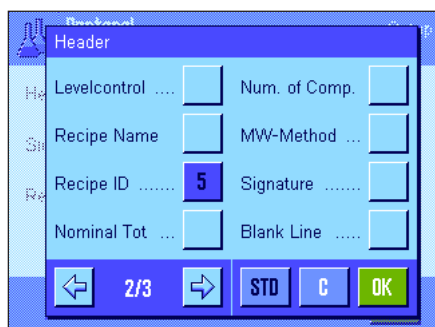 Header
Levelcontrol ....
Num. of Comp.
Recipe Name
MW-Method ...
Recipe ID ....... 5
Signature .......
Nominal Tot ...
Blank Line .....
2/3
STD
C
OK